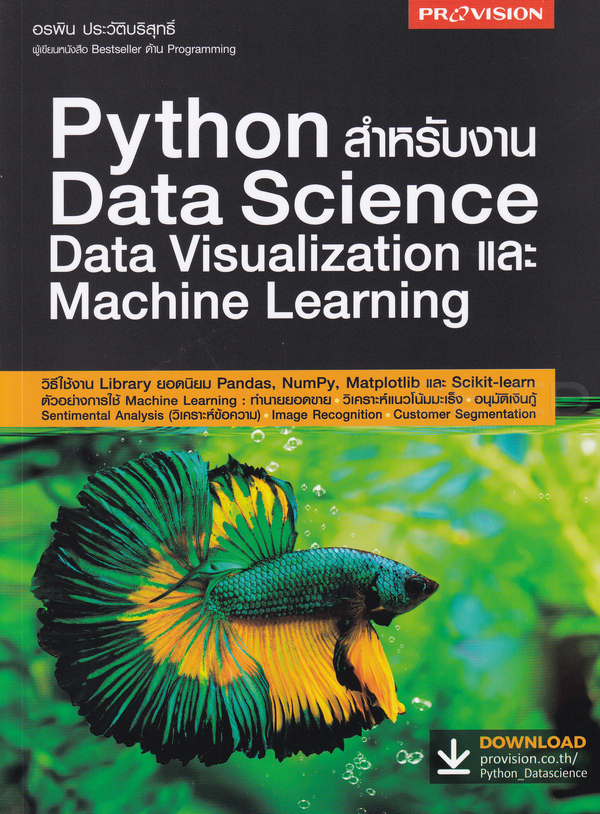 อรพิน ประวัติบริสุทธิ์
ผู้เขียนหนังสือ Bestseller ด้าน Programming
PROVISION
Python สำหรับงาน
Data Science
Data Visualization และ
Machine Learning
วิธีใช้งาน Library ยอดนิยม Pandas, NumPy, Matplotlib และ Scikit-learn
ตัวอย่างการใช้ Machine Learning : ทำนายยอดขาย • วิเคราะห์แนวโน้มมะเร็ง • อนุมัติเงินกู้
Sentimental Analysis (วิเคราะห์ข้อความ) • Image Recognition • Customer Segmentation
DOWNLOAD
provision.co.th/
Python_Datascience